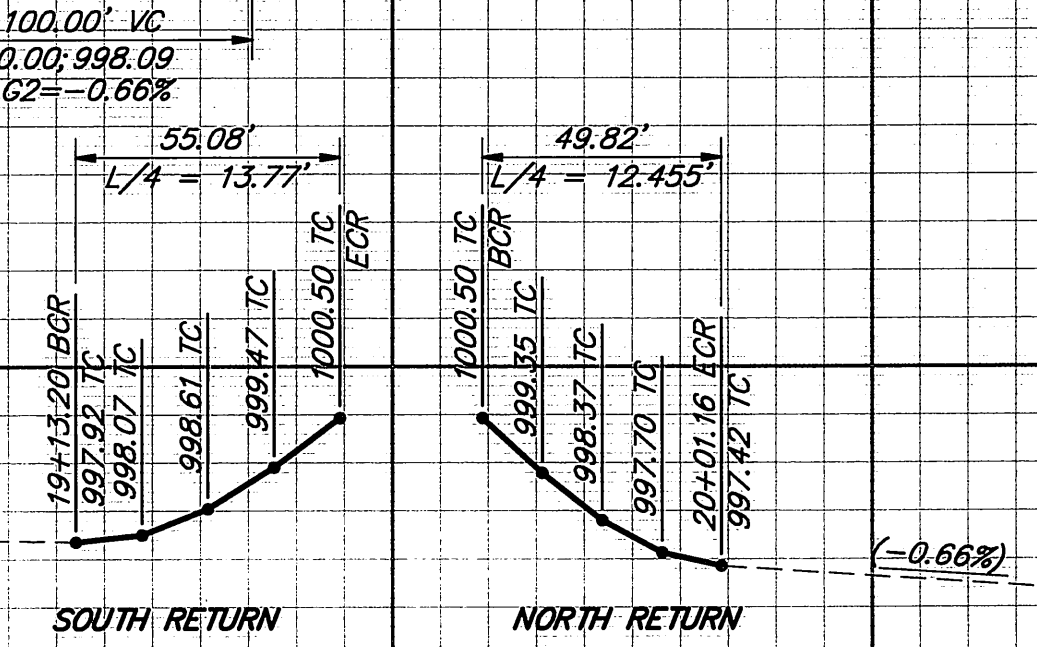 100.00' VC
0.00; 998.09
G2=-0.66%
55.08'
L/4 = 13.77'
49.82'
L/4 = 12.455'
19+13.20 BCR
997.92 TC
998.07 TC
998.61 TC
999.47 TC
1000.50 TC
ECR
1000.50 TC
BCR
999.35 TC
998.37 TC
997.70 TC
20+01.16 ECR
997.42 TC
(-0.66%)
SOUTH RETURN
NORTH RETURN